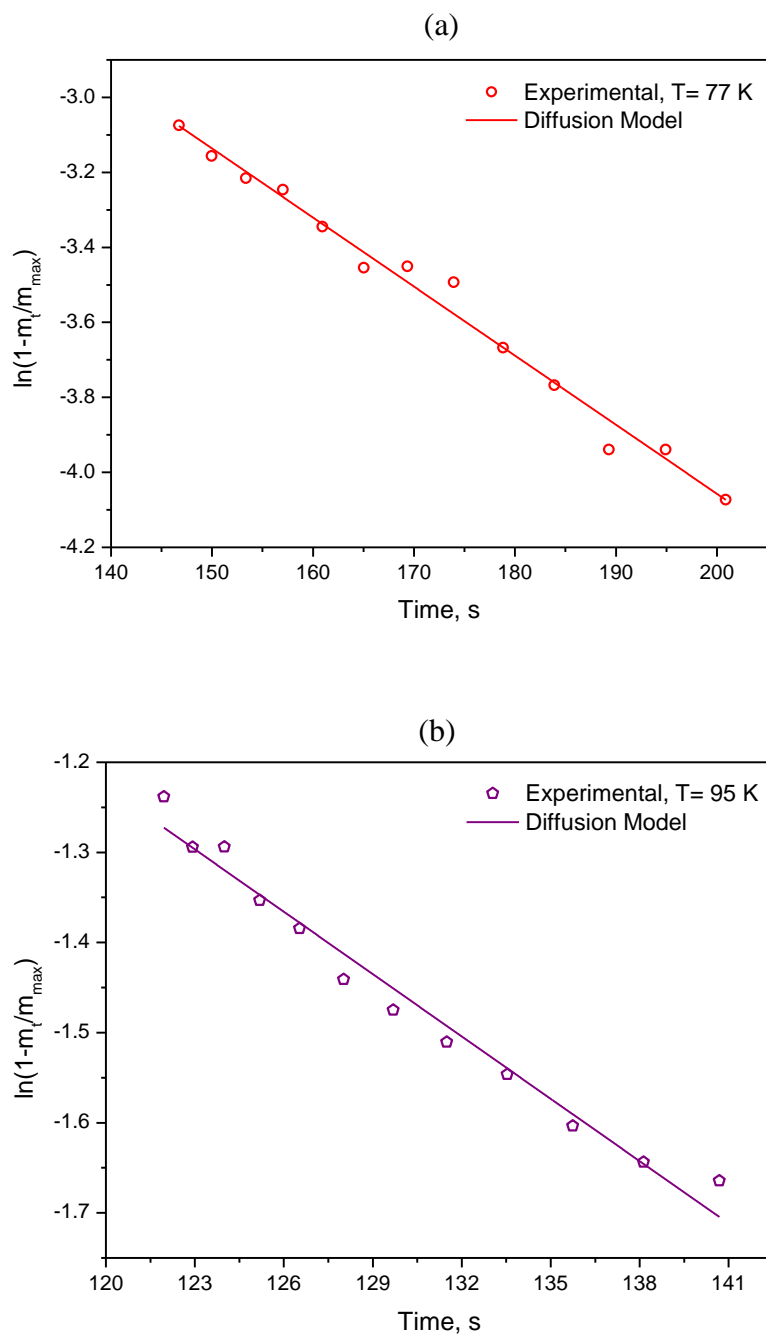 (a)
Experimental, T= 77 K
Diffusion Model
-3.0
-3.2
-3.4
-3.6
-3.8
-4.0
-4.2
ln(1-mt/mmax)
140 150 160 170 180 190 200
Time, s
(b)
Experimental, T= 95 K
Diffusion Model
-1.2
-1.3
-1.4
-1.5
-1.6
-1.7
ln(1-mt/mmax)
120 123 126 129 132 135 138 141
Time, s